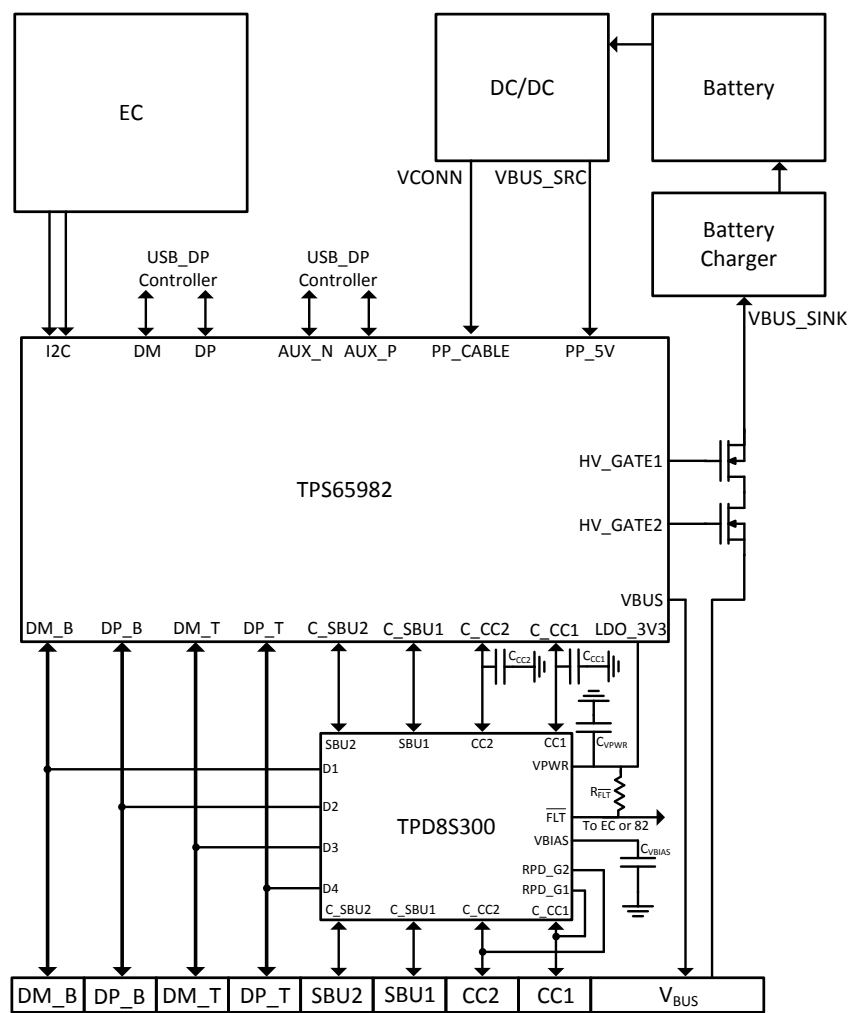 EC
DC/DC
Battery
VCONN
VBUS_SRC
Battery
Charger
USB_DP
Controller
USB_DP
Controller
VBUS_SINK
I2C
DM
DP
AUX_N
AUX_P
PP_CABLE
PP_5V
HV_GATE1
TPS65982
HV_GATE2
VBUS
DM_B
DP_B
DM_T
DP_T
C_SBU2
C_SBU1
C_CC2
C_CC1
LDO_3V3
CCC2
CCC1
CVPWR
SBU2
SBU1
CC2
CC1
VPWR
D1
RFLT
D2
FLT
To EC or 82
TPD8S300
VBIAS
D3
CVBIAS
RPD_G2
D4
RPD_G1
C_SBU2
C_SBU1
C_CC2
C_CC1
DM_B
DP_B
DM_T
DP_T
SBU2
SBU1
CC2
CC1
VBUS